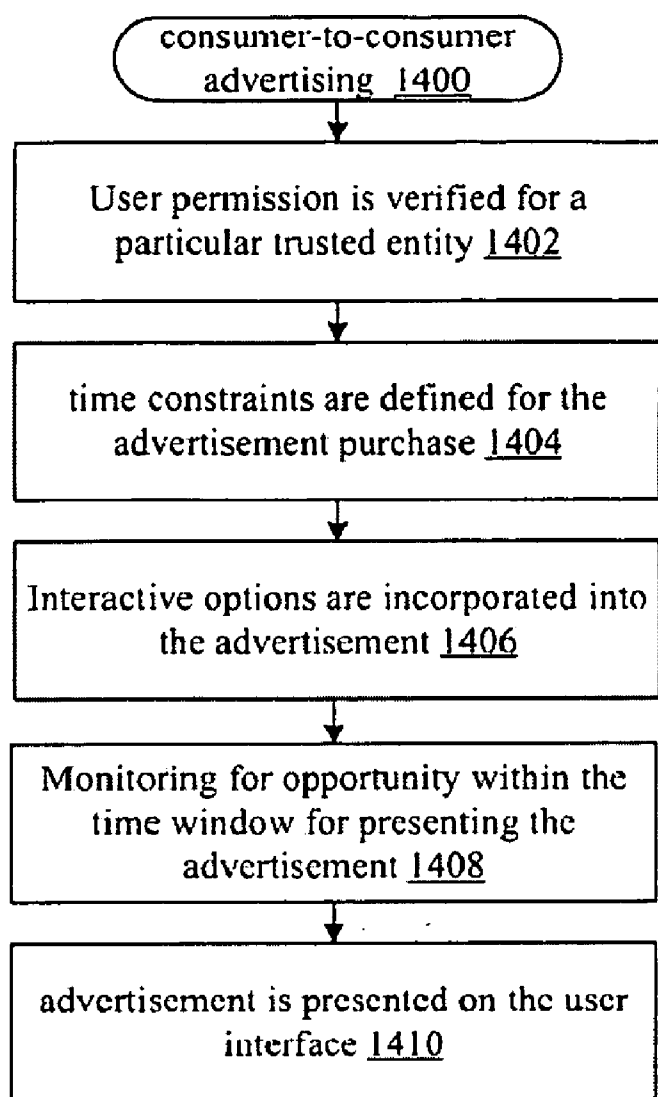 consumer-to-consumer
advertising 1400
User permission is verified for a
particular trusted entity 1402
time constraints are defined for the
advertisement purchase 1404
Interactive options are incorporated into
the advertisement 1406
Monitoring for opportunity within the
time window for presenting the
advertisement 1408
advertisement is presented on the user
interface 1410